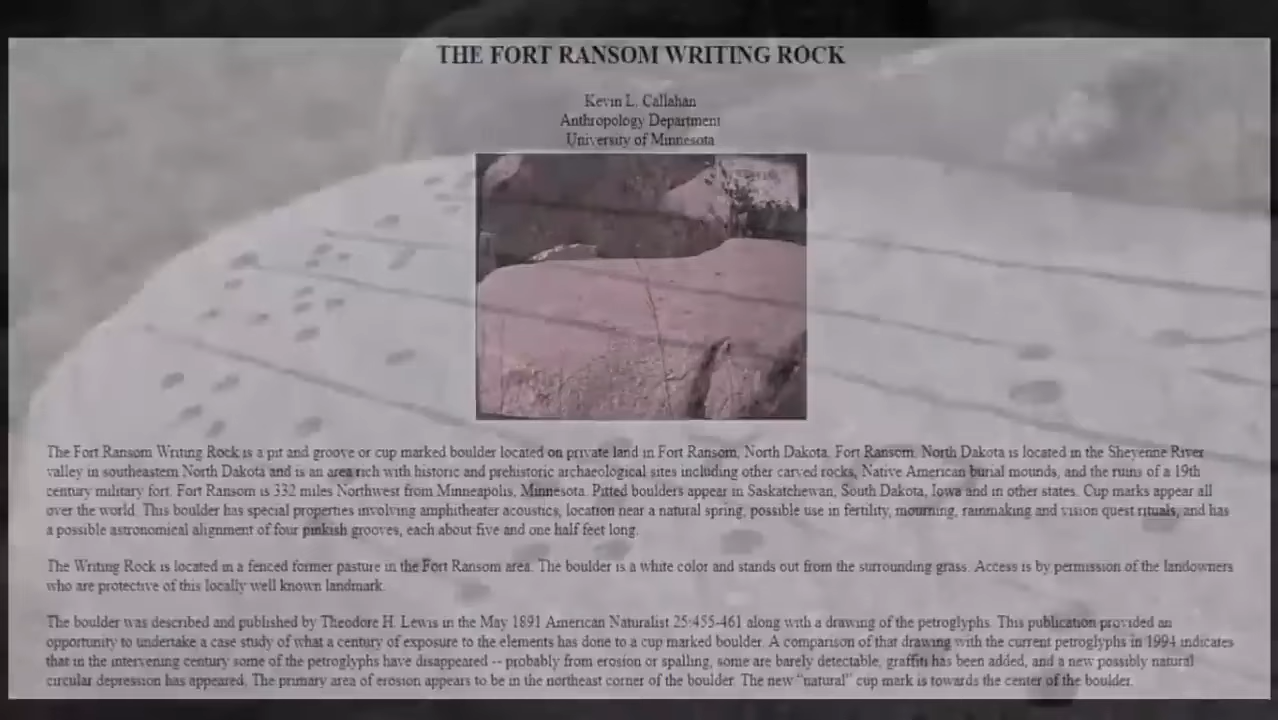 THE FORT RANSOM WRITING ROCK
Kevin L. Callahan
Anthropology Department
University of Minnesota
The Fort Ransom Writing Rock is a pit and groove or cup marked boulder located on private land in Fort Ransom, North Dakota. Fort Ransom, North Dakota is located in the Sheyenne River
valley in southeastern North Dakota and is an area rich with historic and prehistoric archaeological sites including other carved rocks, Native American burial mounds, and the ruins of a 19th
century military fort. Fort Ransom is 332 miles Northwest from Minneapolis, Minnesota. Pitted boulders appear in Saskatchewan, South Dakota, Iowa and in other states. Cup marks appear all
over the world. This boulder has special properties involving amphitheater acoustics, location near a natural spring, possible use in fertility, mourning, rainmaking and vision quest rituals, and has
a possible astronomical alignment of four pinkish grooves, each about five and one half feet long.
The Writing Rock is located in a fenced former pasture in the Fort Ransom area. The boulder is a white color and stands out from the surrounding grass. Access is by permission of the landowners
who are protective of this locally well known landmark.
The boulder was described and published by Theodore H. Lewis in the May 1891 American Naturalist 25:455-461 along with a drawing of the petroglyphs. This publication provided an
opportunity to undertake a case study of what a century of exposure to the elements has done to a cup marked boulder. A comparison of that drawing with the current petroglyphs in 1994 indicates
that in the intervening century some of the petroglyphs have disappeared -- probably from erosion or spalling, some are barely detectable, graffiti has been added, and a new possibly natural
circular depression has appeared. The primary area of erosion appears to be in the northeast corner of the boulder. The new "natural" cup mark is towards the center of the boulder.